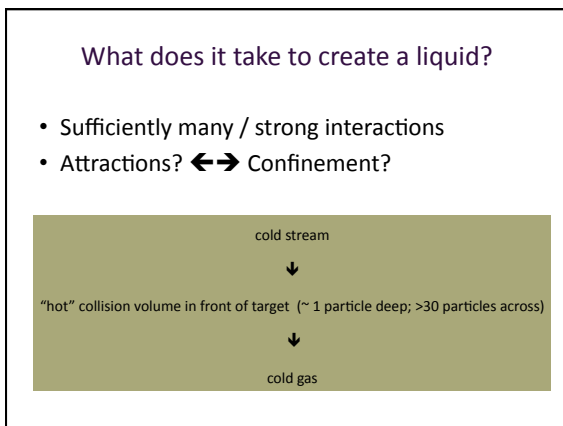 What does it take to create a liquid?
• Sufficiently many / strong interactions
• Attractions? 🡸🡺 Confinement?
cold stream
🡻
“hot” collision volume in front of target (~ 1 particle deep; >30 particles across)
🡻
cold gas